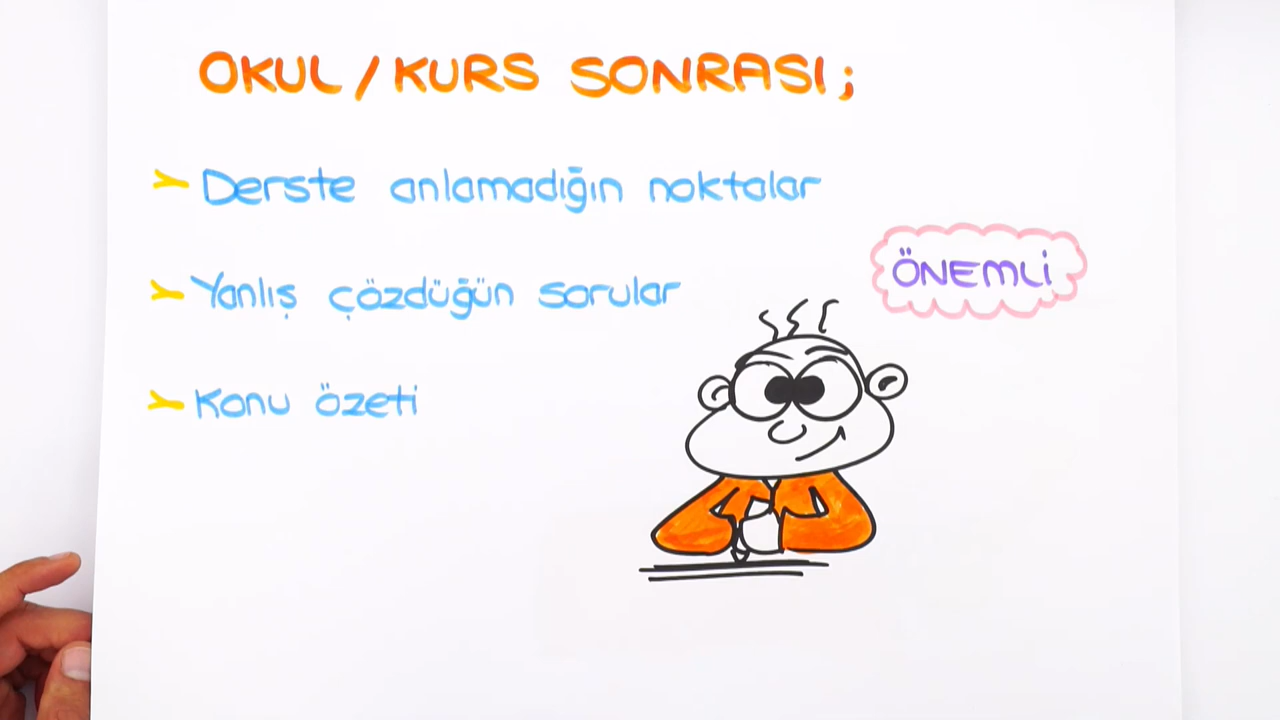 OKUL/KURS SONRASI;
Derste anlamadığın noktalar
Yanlış çözdüğün sorular
Konu özeti
ÖNEMLİ